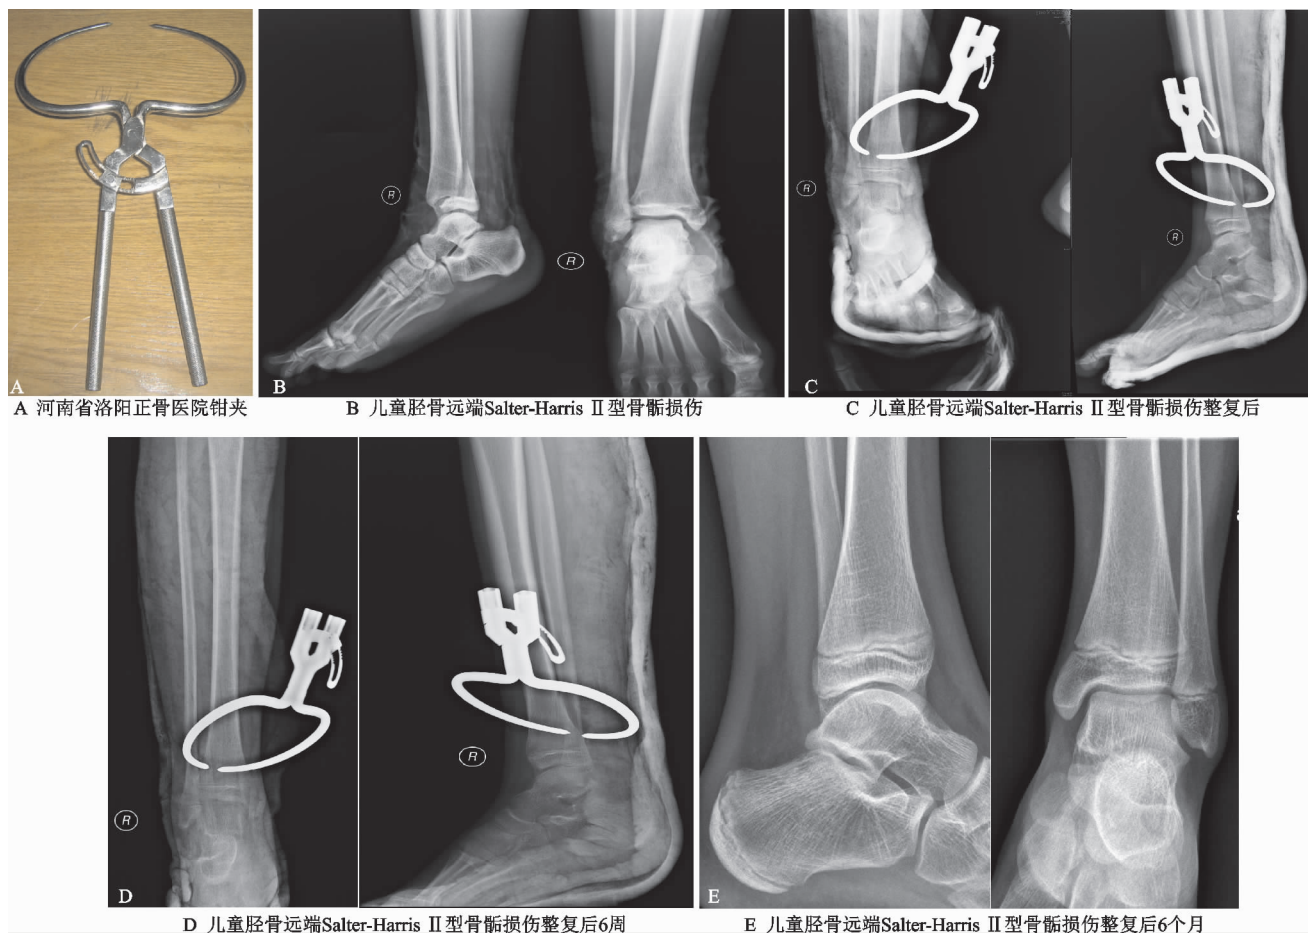 A
B
C
R
R
R
R
A 河南省洛阳正骨医院钳夹
B 儿童胫骨远端Salter-Harris Ⅱ型骨骺损伤
C 儿童胫骨远端Salter-Harris Ⅱ型骨骺损伤整复后
R
R
D
E
D 儿童胫骨远端Salter-Harris Ⅱ型骨骺损伤整复后6周
E 儿童胫骨远端Salter-Harris Ⅱ型骨骺损伤整复后6个月